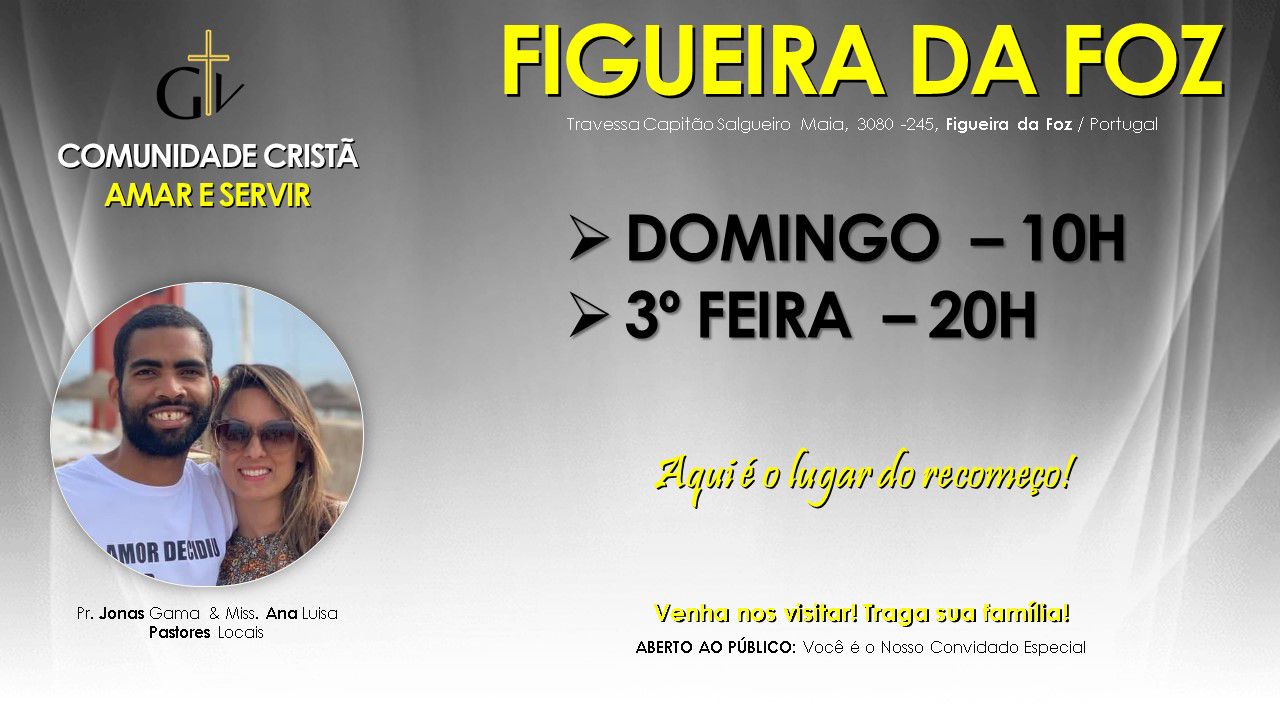 GV
COMUNIDADE CRISTÃ
AMAR E SERVIR
FIGUEIRA DA FOZ
Travessa Capitão Salgueiro Maia, 3080 -245, Figueira da Foz / Portugal
DOMINGO – 10H
3º FEIRA – 20H
Aqui é o lugar do recomeço!
AMOR DECIDIU
Pr. Jonas Gama & Miss. Ana Luisa
Pastores Locais
Venha nos visitar! Traga sua família!
ABERTO AO PÚBLICO: Você é o Nosso Convidado Especial